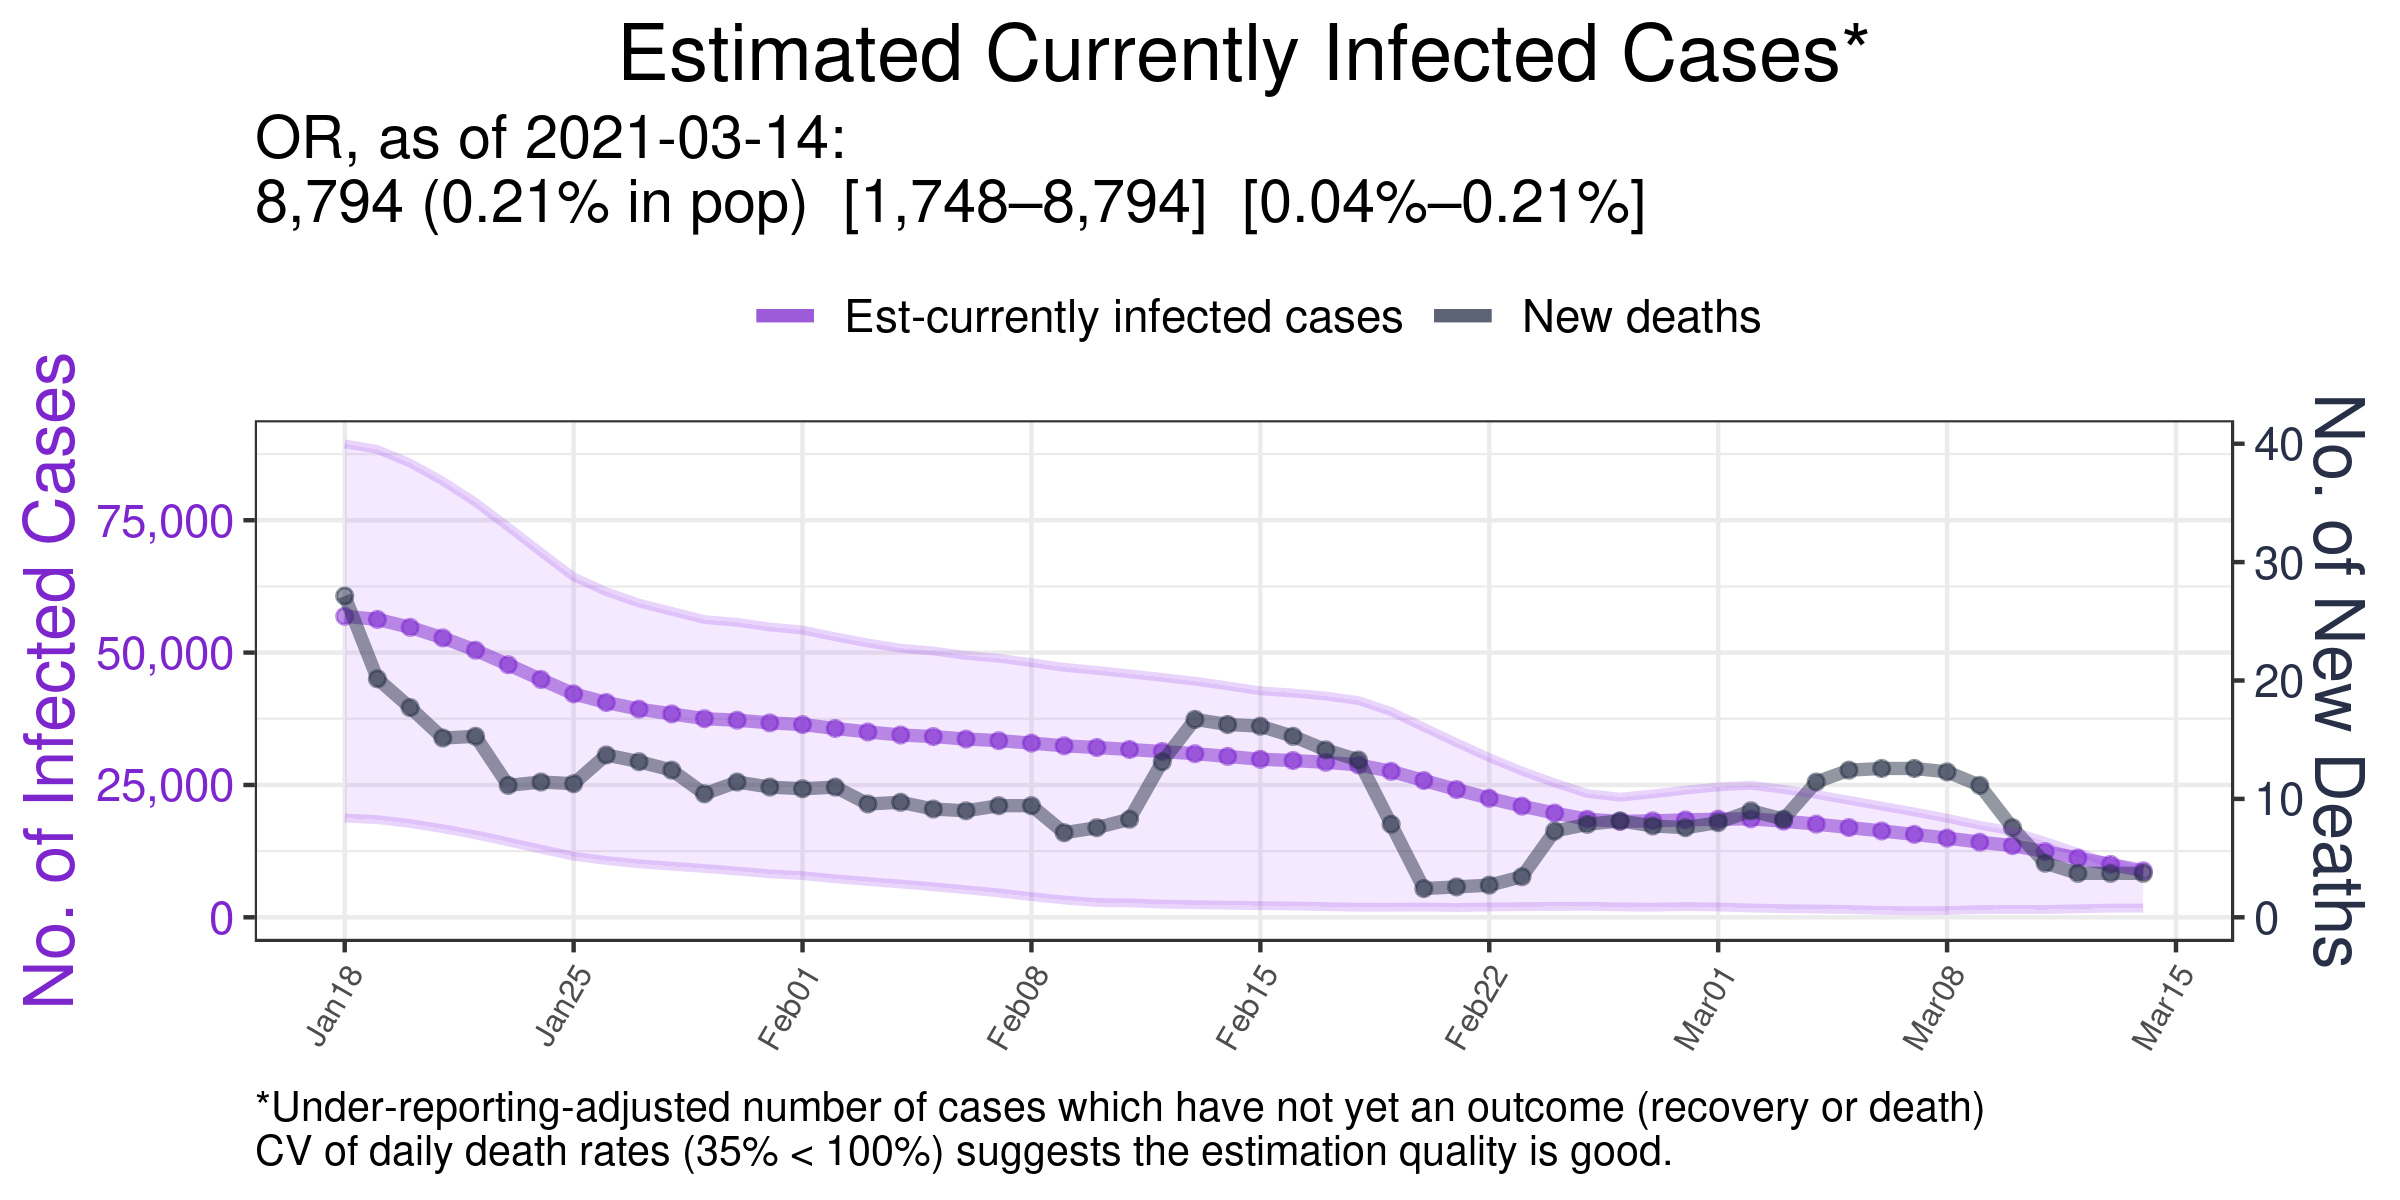 Estimated Currently Infected Cases*
OR, as of 2021-03-14:
8,794 (0.21% in pop)  [1,748–8,794]  [0.04%–0.21%]
Est-currently infected cases
New deaths
No. of Infected Cases
75,000
50,000
25,000
0
40
30
20
10
0
No. of New Deaths
Jan18
Jan25
Feb01
Feb08
Feb15
Feb22
Mar01
Mar08
Mar15
*Under-reporting-adjusted number of cases which have not yet an outcome (recovery or death)
CV of daily death rates (35% < 100%) suggests the estimation quality is good.